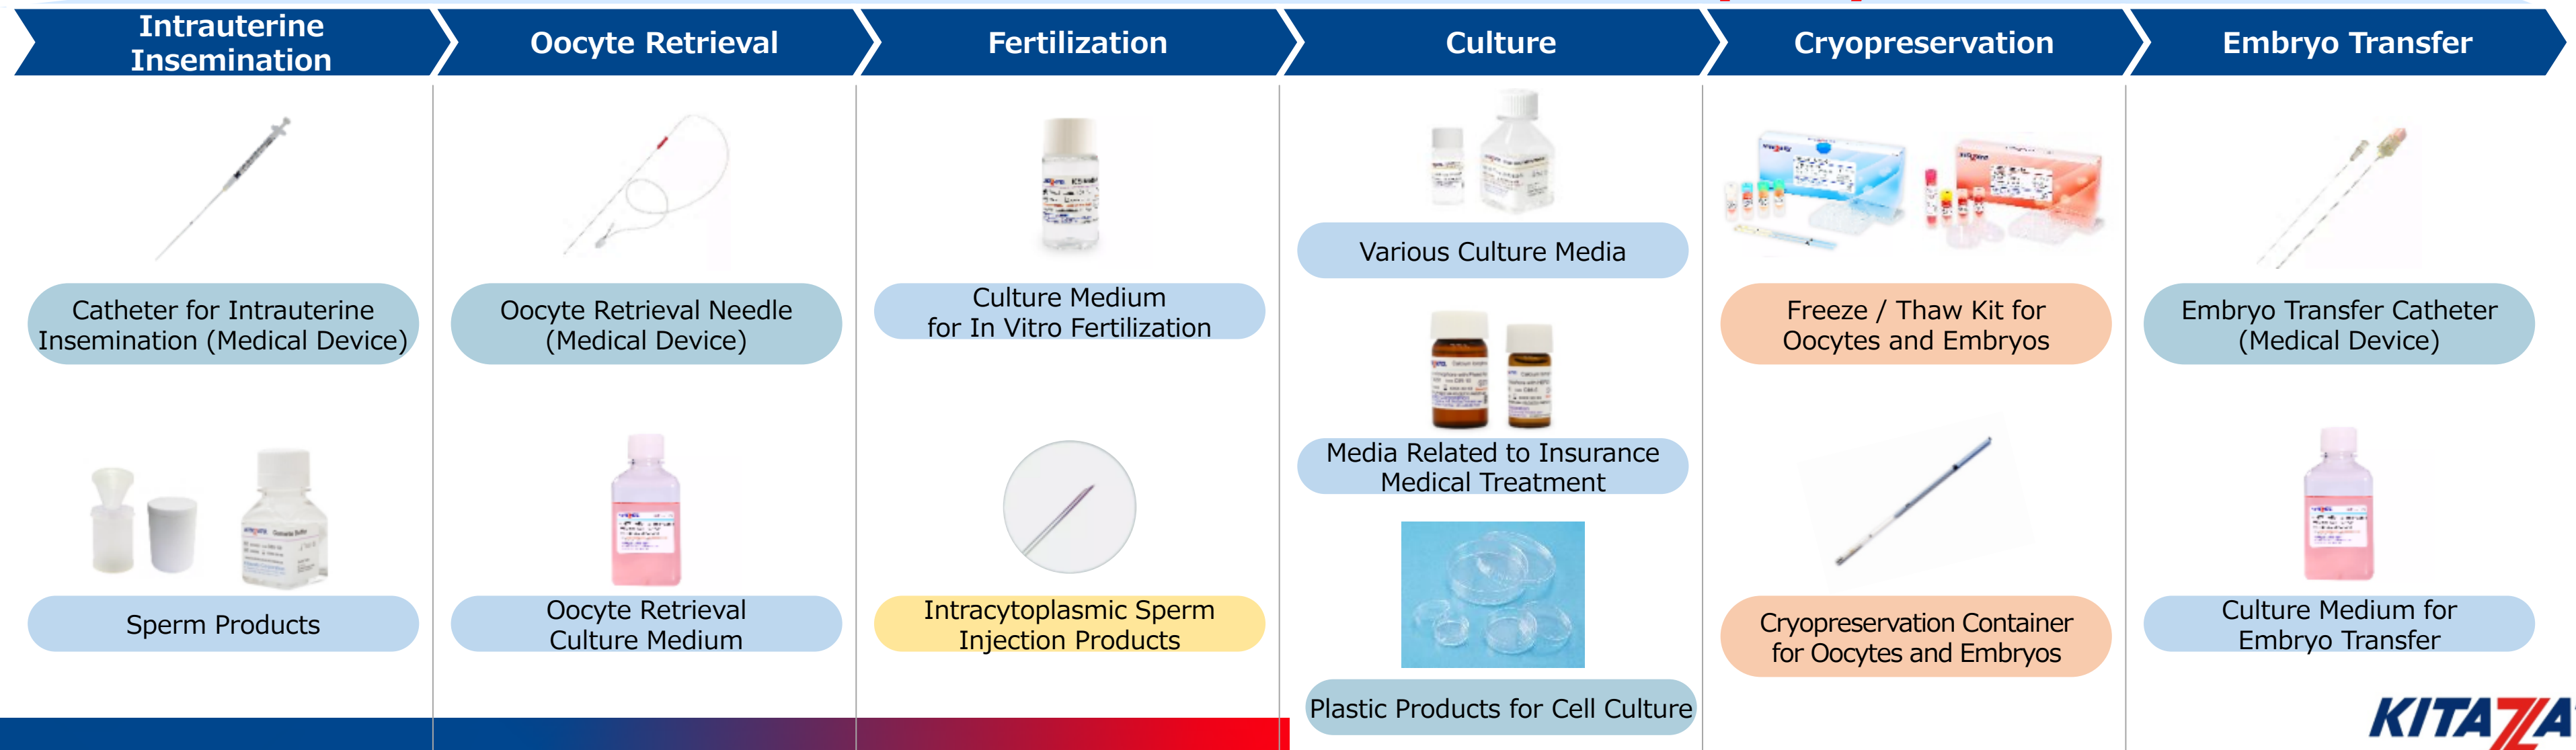 Intrauterine
Insemination
Oocyte Retrieval
Fertilization
Culture
Cryopreservation
Embryo Transfer
Catheter for Intrauterine
Insemination (Medical Device)
Sperm Products
Oocyte Retrieval Needle
(Medical Device)
Oocyte Retrieval
Culture Medium
Culture Medium
for In Vitro Fertilization
Intracytoplasmic Sperm
Injection Products
Various Culture Media
Media Related to Insurance
Medical Treatment
Plastic Products for Cell Culture
Freeze / Thaw Kit for
Oocytes and Embryos
Cryopreservation Container
for Oocytes and Embryos
Embryo Transfer Catheter
(Medical Device)
Culture Medium for
Embryo Transfer
KITAZA